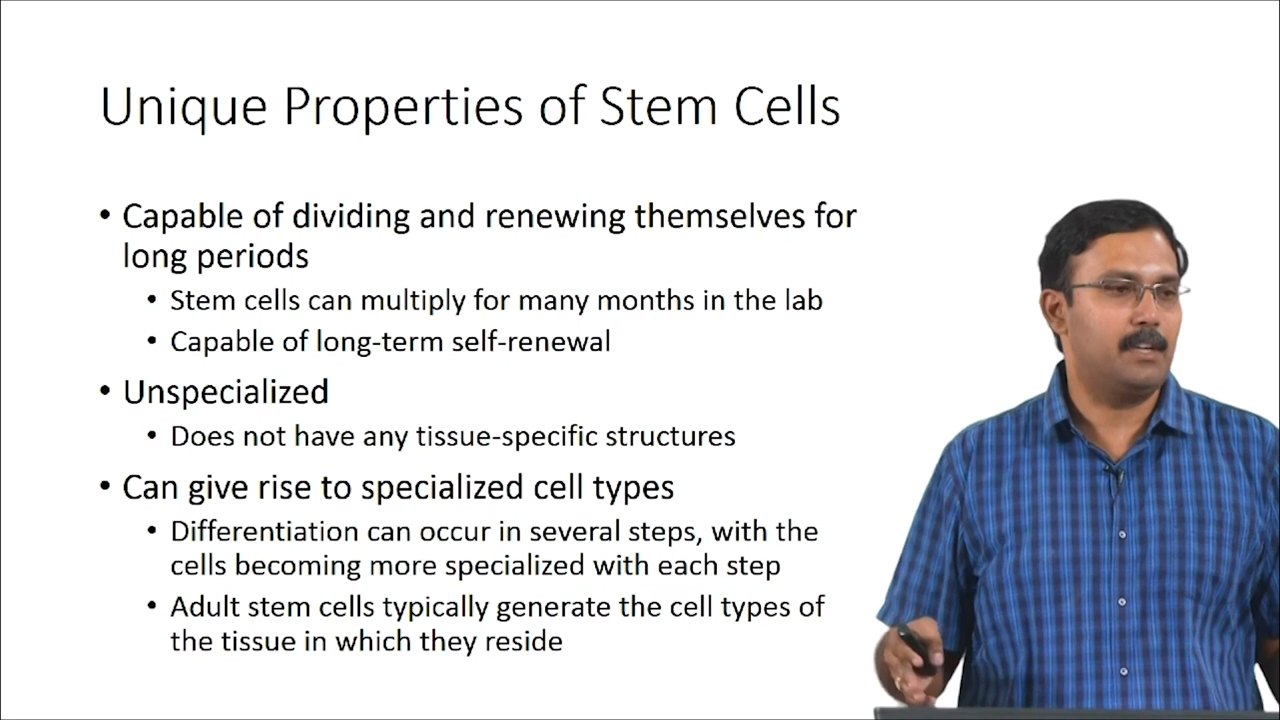 Unique Properties of Stem Cells
• Capable of dividing and renewing themselves for
long periods
• Stem cells can multiply for many months in the lab
• Capable of long-term self-renewal
• Unspecialized
• Does not have any tissue-specific structures
• Can give rise to specialized cell types
• Differentiation can occur in several steps, with the
cells becoming more specialized with each step
• Adult stem cells typically generate the cell types of
the tissue in which they reside